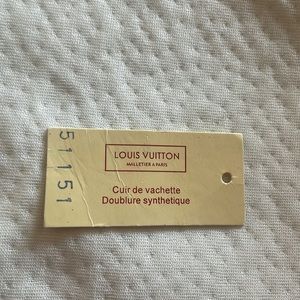 51151
LOUIS VUITTON
MALLETIER A PARIS
Cuir de vachette
Doublure synthetique